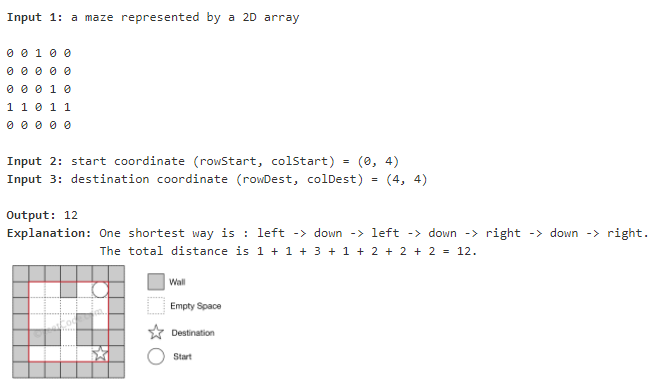 Input 1: a maze represented by a 2D array
0 0 1 0 0
0 0 0 0 0
0 0 0 1 0
1 1 0 1 1
0 0 0 0 0
Input 2: start coordinate (rowStart, colStart) = (0, 4)
Input 3: destination coordinate (rowDest, colDest) = (4, 4)
Output: 12
Explanation: One shortest way is : left -> down -> left -> down -> right -> down -> right.
The total distance is 1 + 1 + 3 + 1 + 2 + 2 + 2 = 12.
Wall
Empty Space
Destination
Start